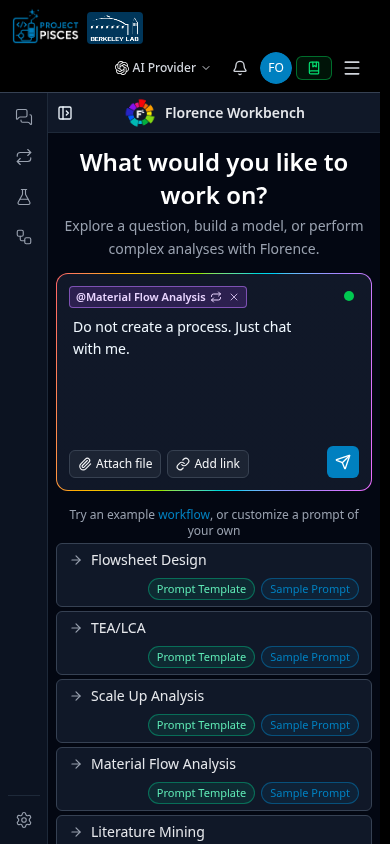 PROJECT
PISCES
BERKELEY LAB
AI Provider
FO
Florence Workbench
What would you like to
work on?
Explore a question, build a model, or perform
complex analyses with Florence.
@Material Flow Analysis
Do not create a process. Just chat
with me.
Attach file
Add link
Try an example workflow, or customize a prompt of
your own
Flowsheet Design
Prompt Template
Sample Prompt
TEA/LCA
Prompt Template
Sample Prompt
Scale Up Analysis
Prompt Template
Sample Prompt
Material Flow Analysis
Prompt Template
Sample Prompt
Literature Mining